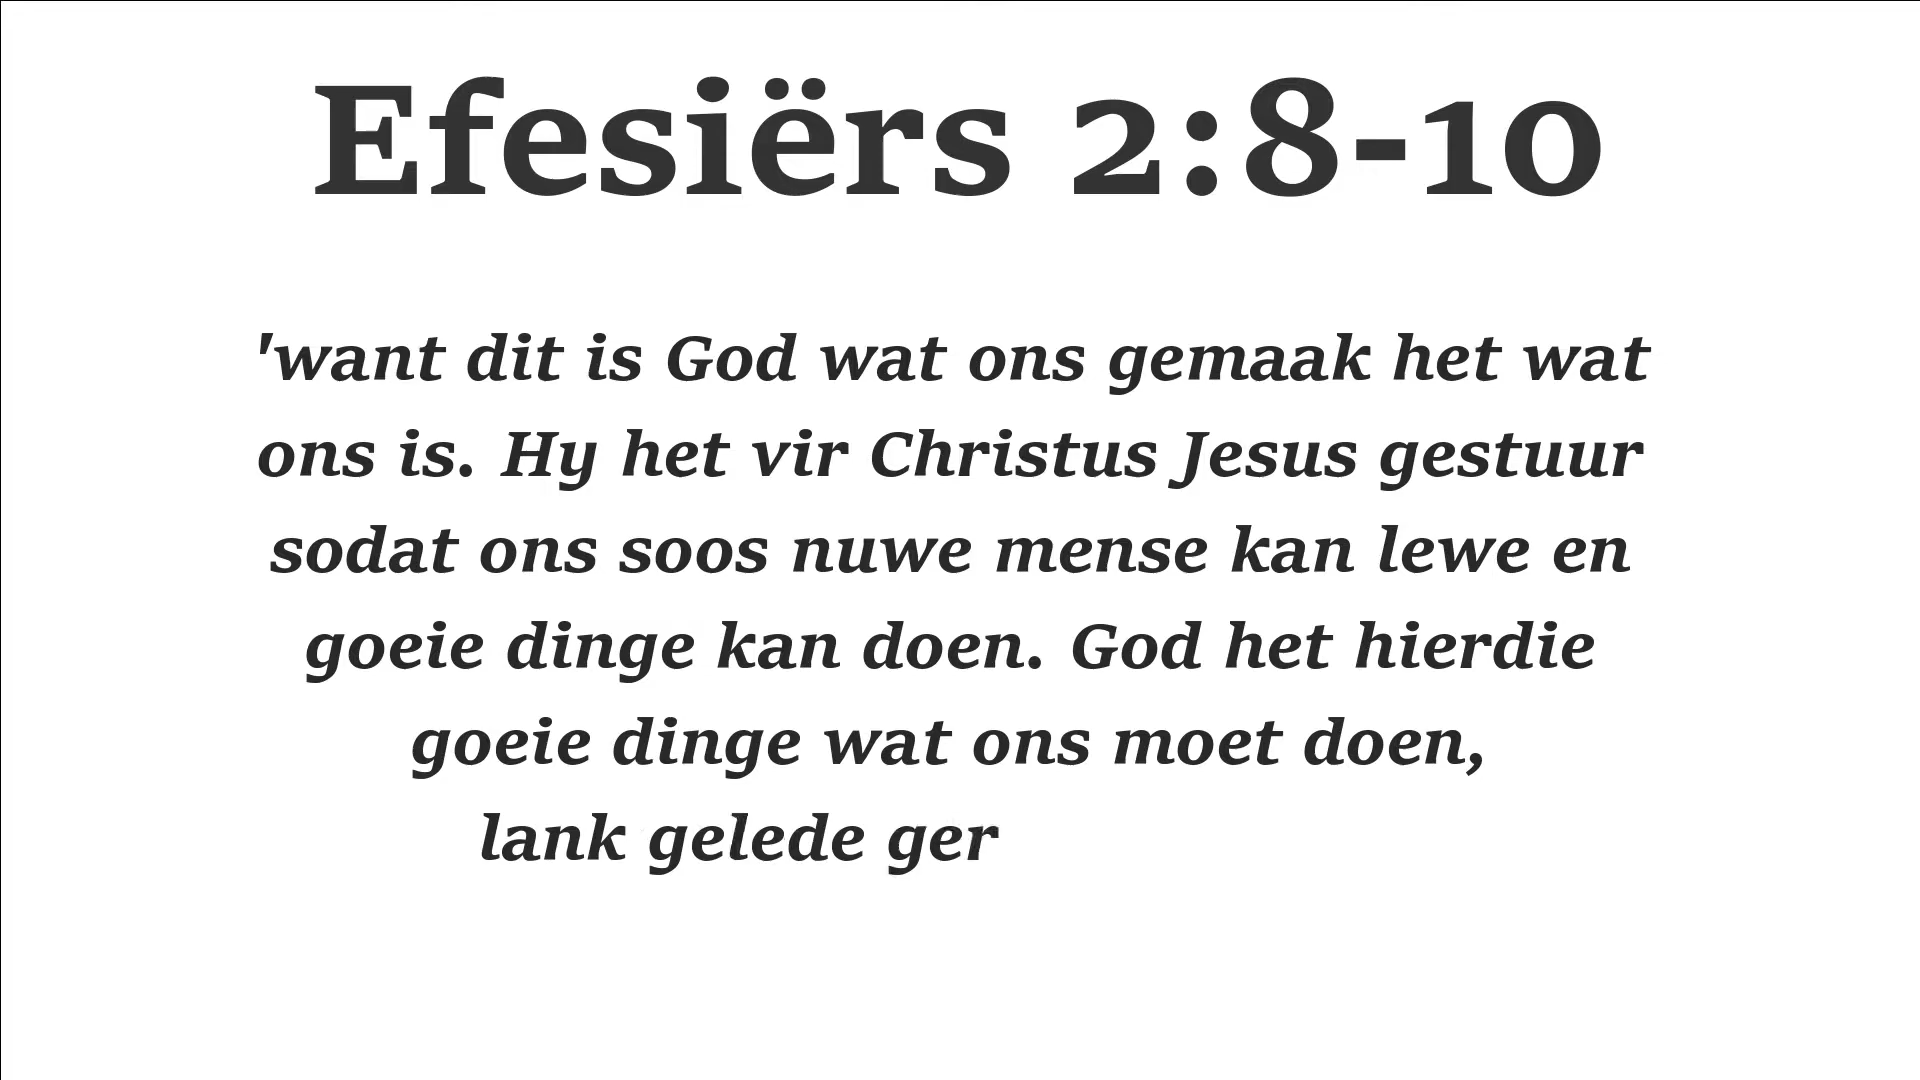 Efesiërs 2:8-10
'want dit is God wat ons gemaak het wat
ons is. Hy het vir Christus Jesus gestuur
sodat ons soos nuwe mense kan lewe en
goeie dinge kan doen. God het hierdie
goeie dinge wat ons moet doen,
lank gelede ger